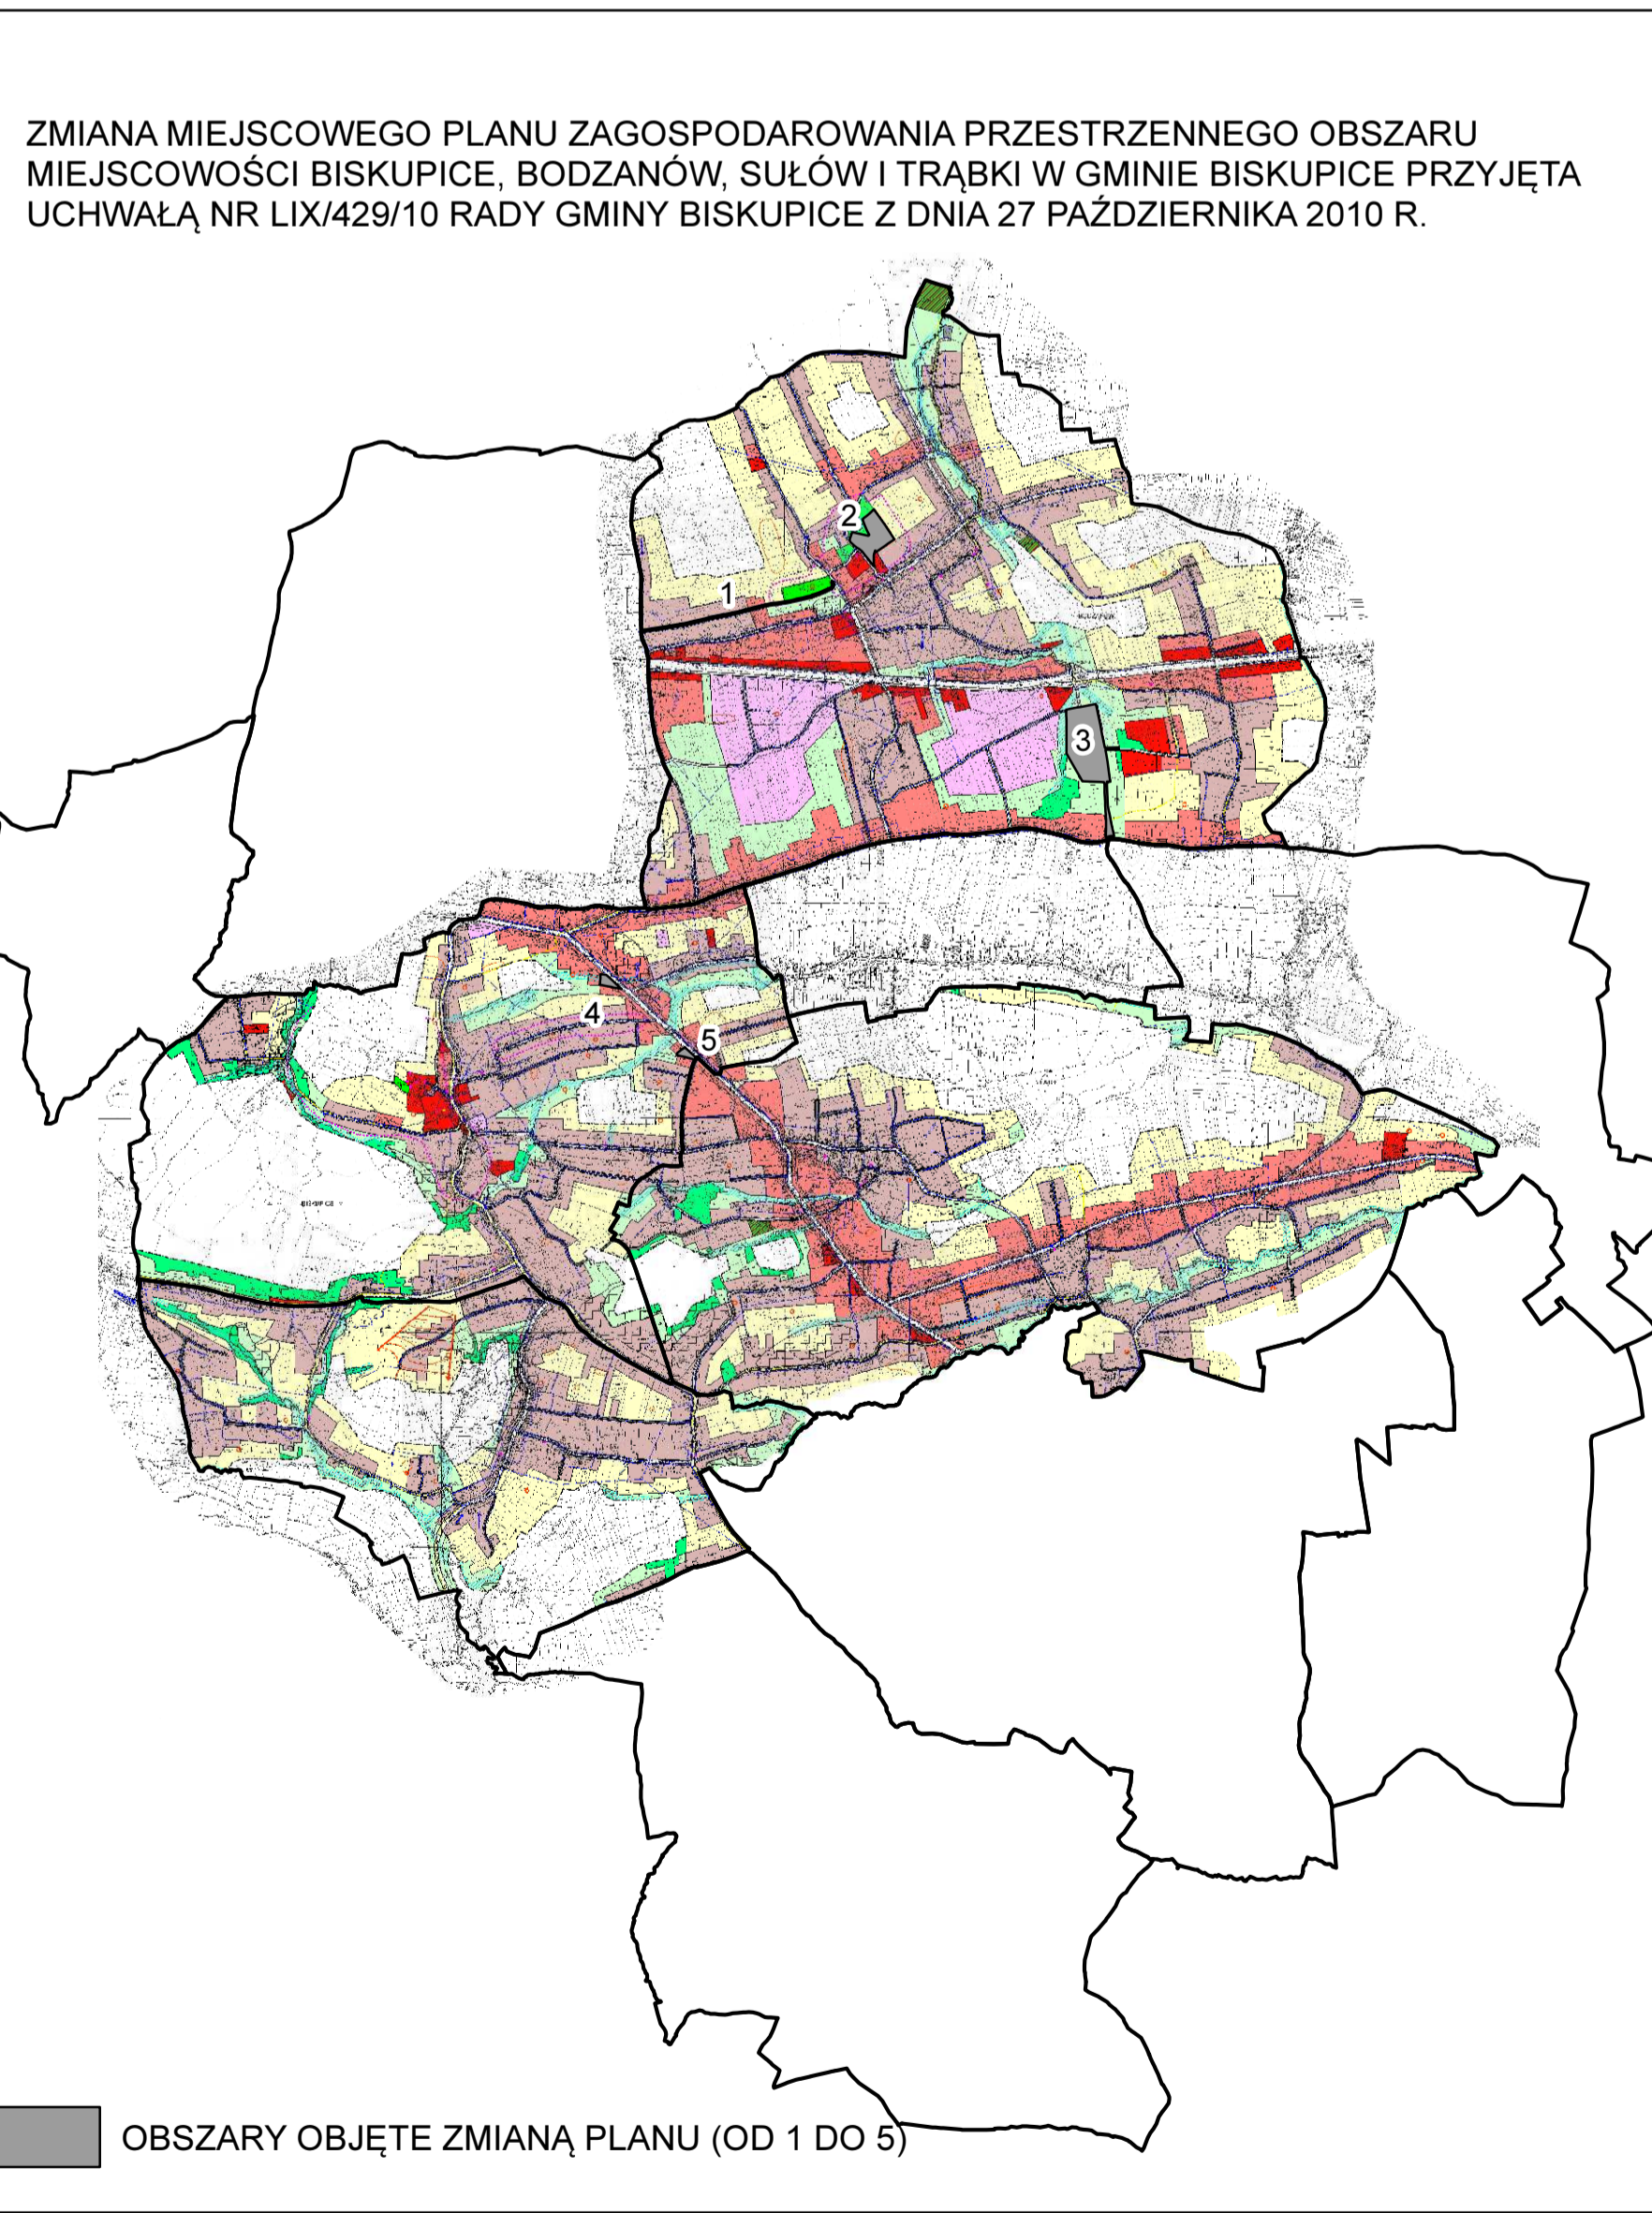 ZMIANA MIEJSCOWEGO PLANU ZAGOSPODAROWANIA PRZESTRZENNEGO OBSZARU
MIEJSCOWOŚCI BISKUPICE, BODZANÓW, SUŁÓW I TRĄBKI W GMINIE BISKUPICE PRZYJĘTA
UCHWAŁĄ NR LIX/429/10 RADY GMINY BISKUPICE Z DNIA 27 PAŹDZIERNIKA 2010 R.
2
1
3
4
5
OBSZARY OBJĘTE ZMIANĄ PLANU (OD 1 DO 5)